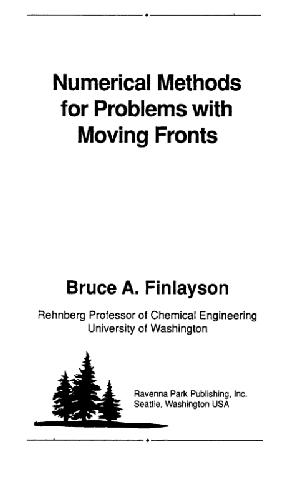 Numerical Methods
for Problems with
Moving Fronts
Bruce A. Finlayson
Rehnberg Professor of Chemical Engineering
University of Washington
Ravenna Park Publishing, Inc.
Seattle, Washington USA